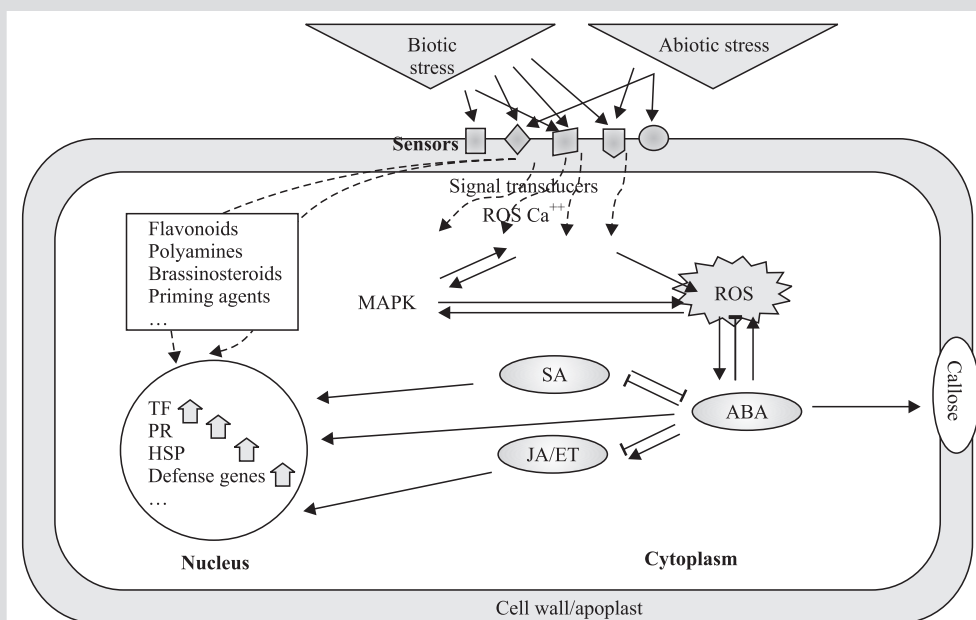 Biotic
stress
Abiotic stress
Sensors
Signal transducers
ROS Ca++
Flavonoids
Polyamines
Brassinosteroids
Priming agents
…
MAPK
ROS
SA
ABA
Callose
JA/ET
TF
PR
HSP
Defense genes
…
Nucleus
Cytoplasm
Cell wall/apoplast